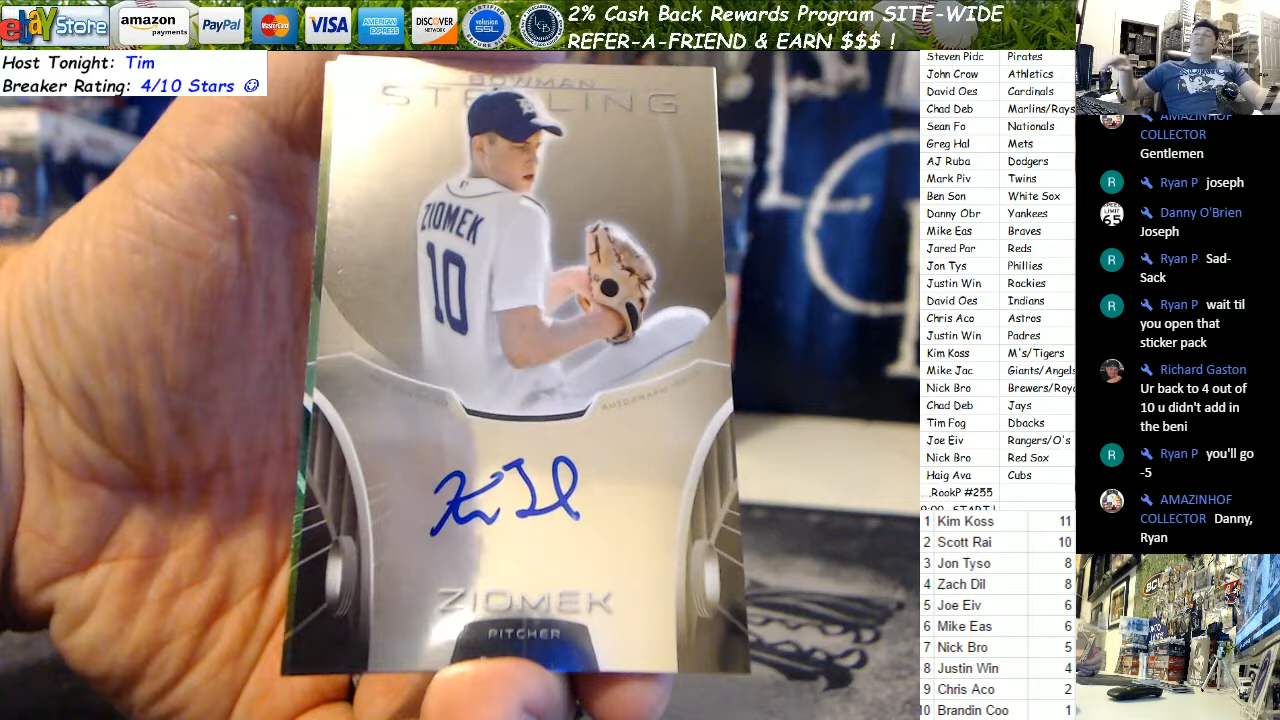 ebay Store
amazon
payments
PayPal
MasterCard
VISA
AMERICAN
EXPRESS
DISCOVER
NETWORK
volusion
SSL
2% Cash Back Rewards Program SITE-WIDE
REFER-A-FRIEND & EARN $$$ !
Host Tonight: Tim
Breaker Rating: 4/10 Stars ☺
BOWMAN
STERLING
ZIOMEK
10
AUTOGRAPH
ZIOMEK
PITCHER
Steven Pidc Pirates
John Crow Athletics
David Oes Cardinals
Chad Deb Marlins/Rays
Sean Fo Nationals
Greg Hal Mets
AJ Ruba Dodgers
Mark Piv Twins
Ben Son White Sox
Danny Obr Yankees
Mike Eas Braves
Jared Par Reds
Jon Tys Phillies
Justin Win Rockies
David Oes Indians
Chris Aco Astros
Justin Win Padres
Kim Koss M's/Tigers
Mike Jac Giants/Angels
Nick Bro Brewers/Roy
Chad Deb Jays
Tim Fog Dbacks
Joe Eiv Rangers/O's
Nick Bro Red Sox
Haig Ava Cubs
...RookP #255
1 Kim Koss 11
2 Scott Rai 10
3 Jon Tyso 8
4 Zach Dil 8
5 Joe Eiv 6
6 Mike Eas 6
7 Nick Bro 5
8 Justin Win 4
9 Chris Aco 2
10 Brandin Coo 1
AMAZINHOF
COLLECTOR
Gentlemen
R Ryan P joseph
SPEED LIMIT 65 Danny O'Brien
Joseph
R Ryan P Sad-
Sack
R Ryan P wait til
you open that
sticker pack
Richard Gaston
Ur back to 4 out of
10 u didn't add in
the beni
R Ryan P you'll go
-5
AMAZINHOF
COLLECTOR Danny,
Ryan